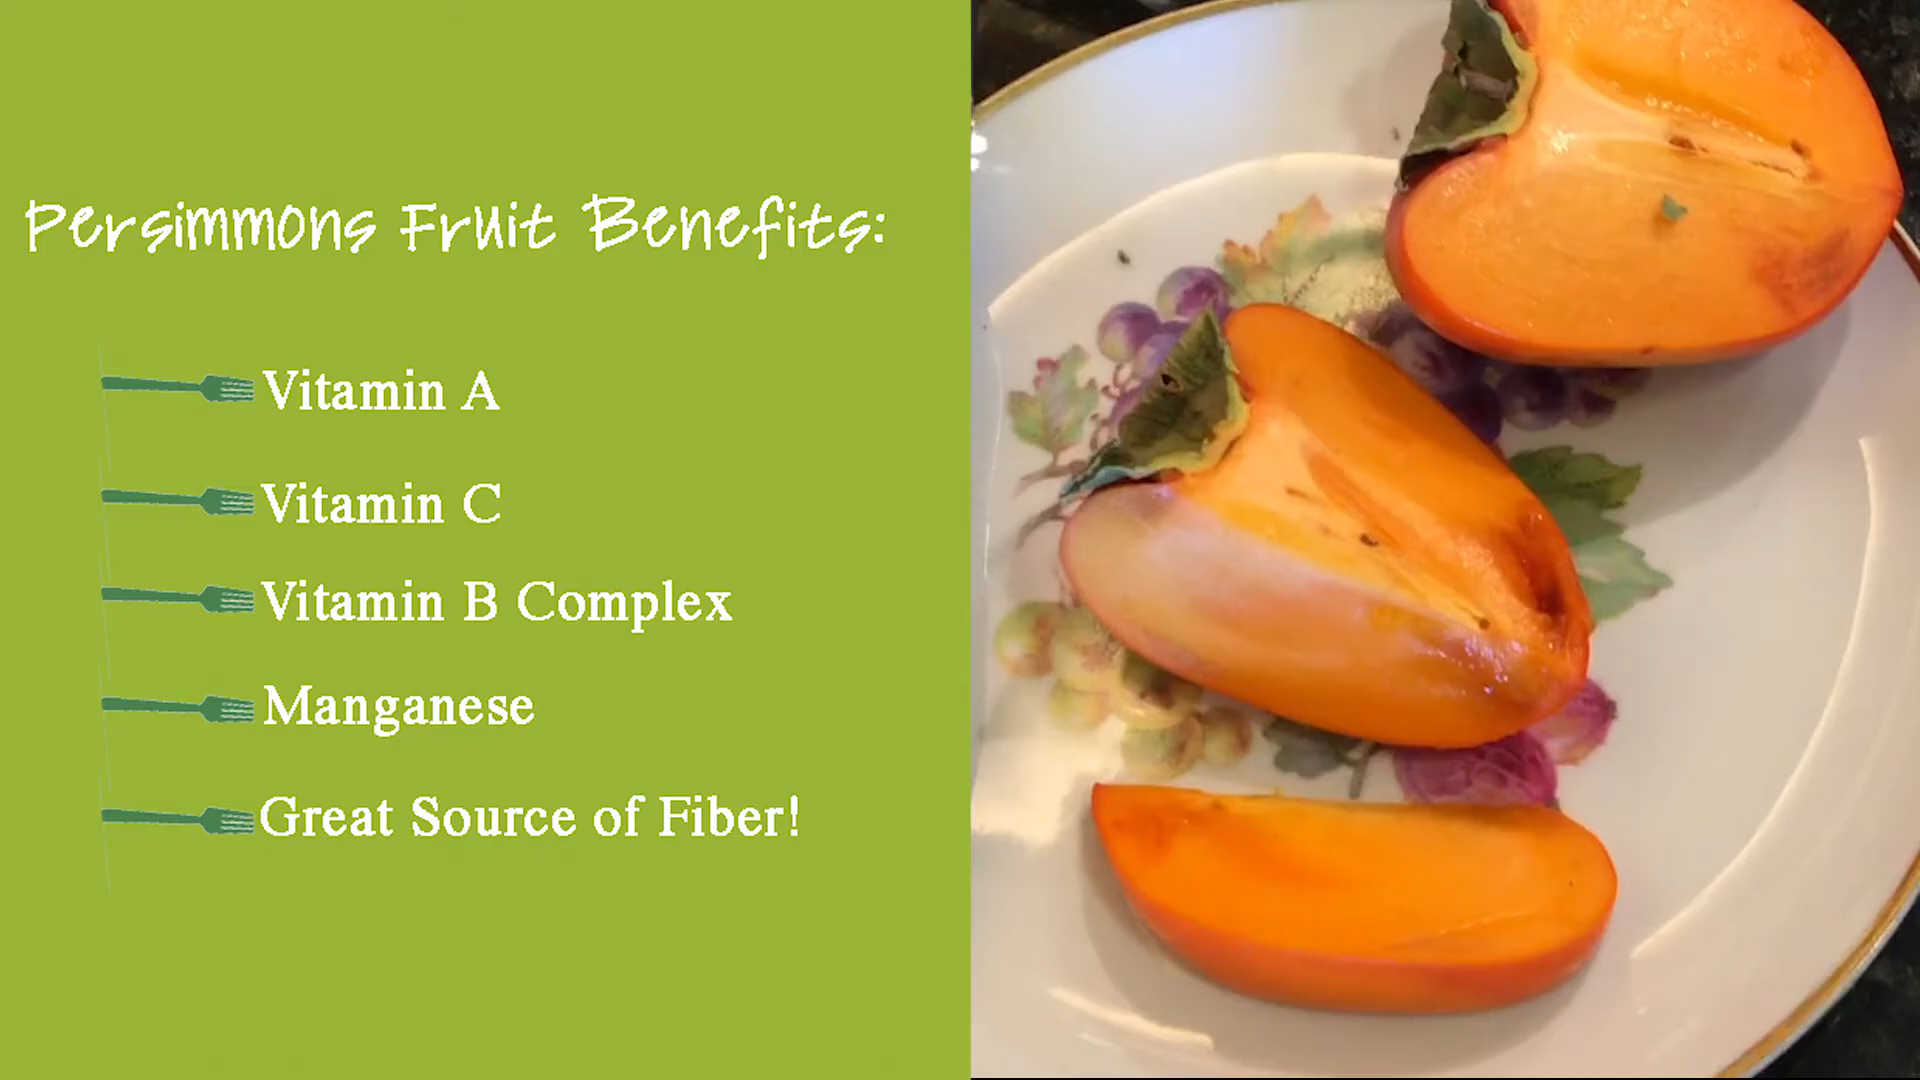 Persimmons Fruit Benefits:
Vitamin A
Vitamin C
Vitamin B Complex
Manganese
Great Source of Fiber!